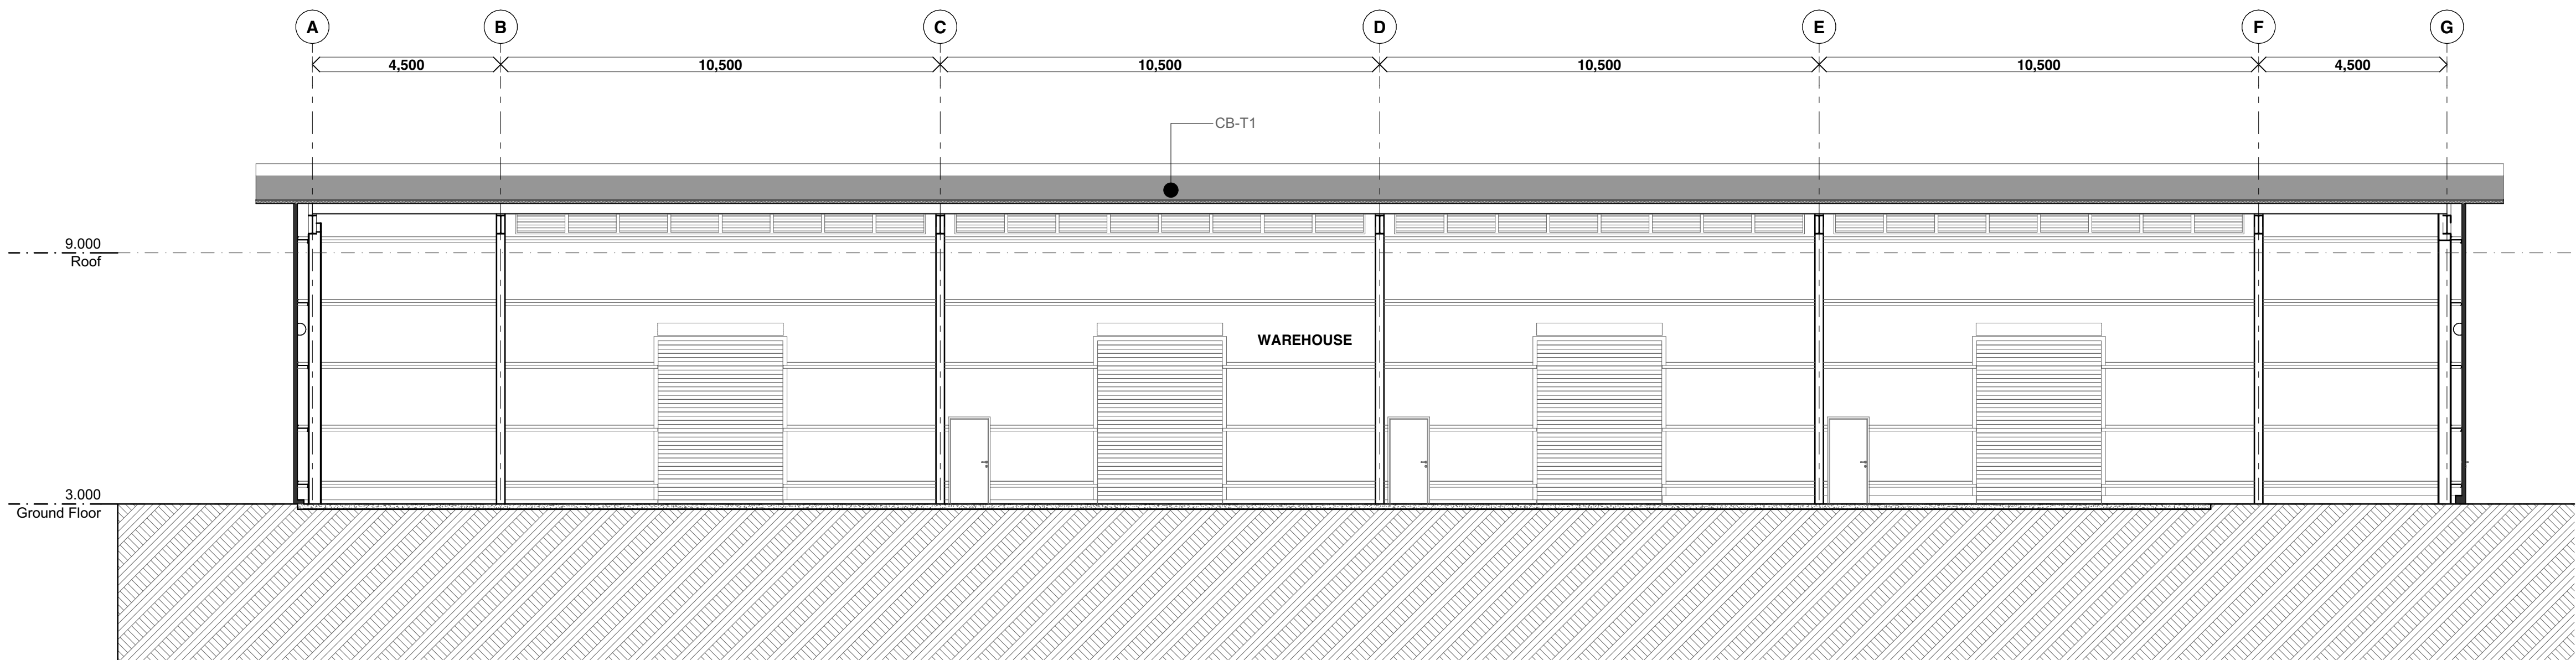 A B C D E F G
4,500 10,500 10,500 10,500 10,500 4,500
CB-T1
9.000
Roof
WAREHOUSE
3.000
Ground Floor